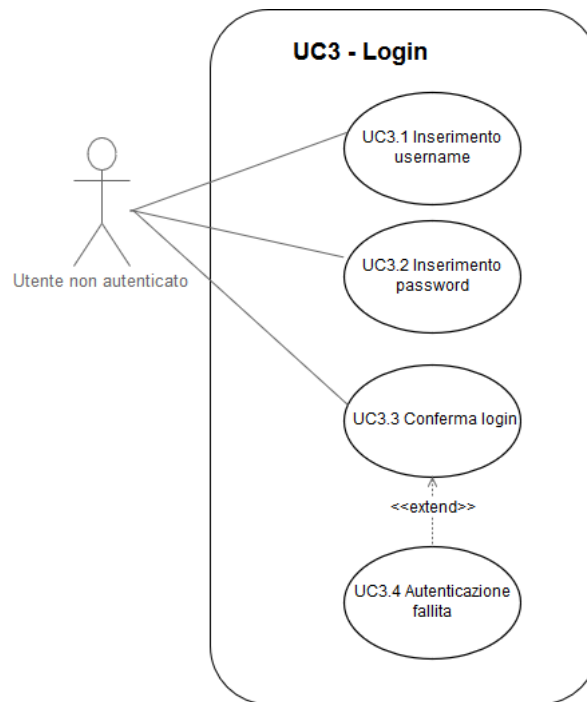 UC3 - Login
UC3.1 Inserimento
username
Utente non autenticato
UC3.2 Inserimento
password
UC3.3 Conferma login
<<extend>>
UC3.4 Autenticazione
fallita